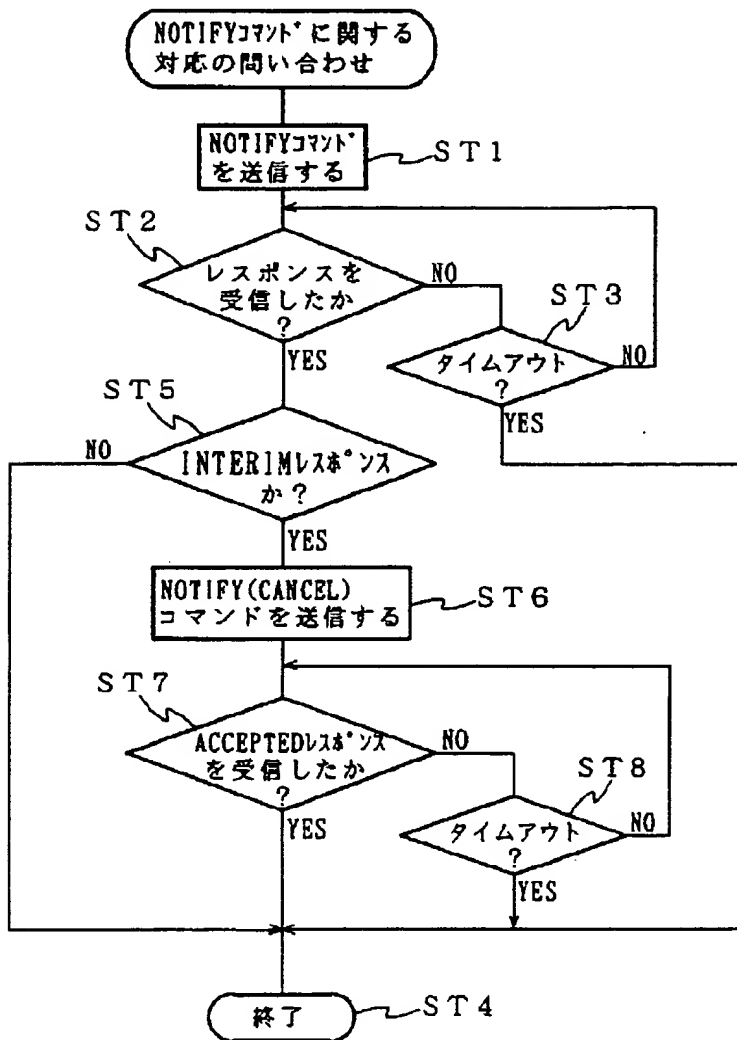 NOTIFYｺﾏﾝﾄﾞに関する
対応の問い合わせ
NOTIFYｺﾏﾝﾄﾞ
を送信する
ST1
ST2
レスポンスを
受信したか
?
NO
YES
ST3
タイムアウト
?
NO
YES
ST5
NO
INTERIMﾚｽﾎﾟﾝｽ
か?
YES
NOTIFY(CANCEL)
コマンドを送信する
ST6
ST7
ACCEPTEDﾚｽﾎﾟﾝｽ
を受信したか
?
NO
YES
ST8
タイムアウト
?
NO
YES
終了
ST4